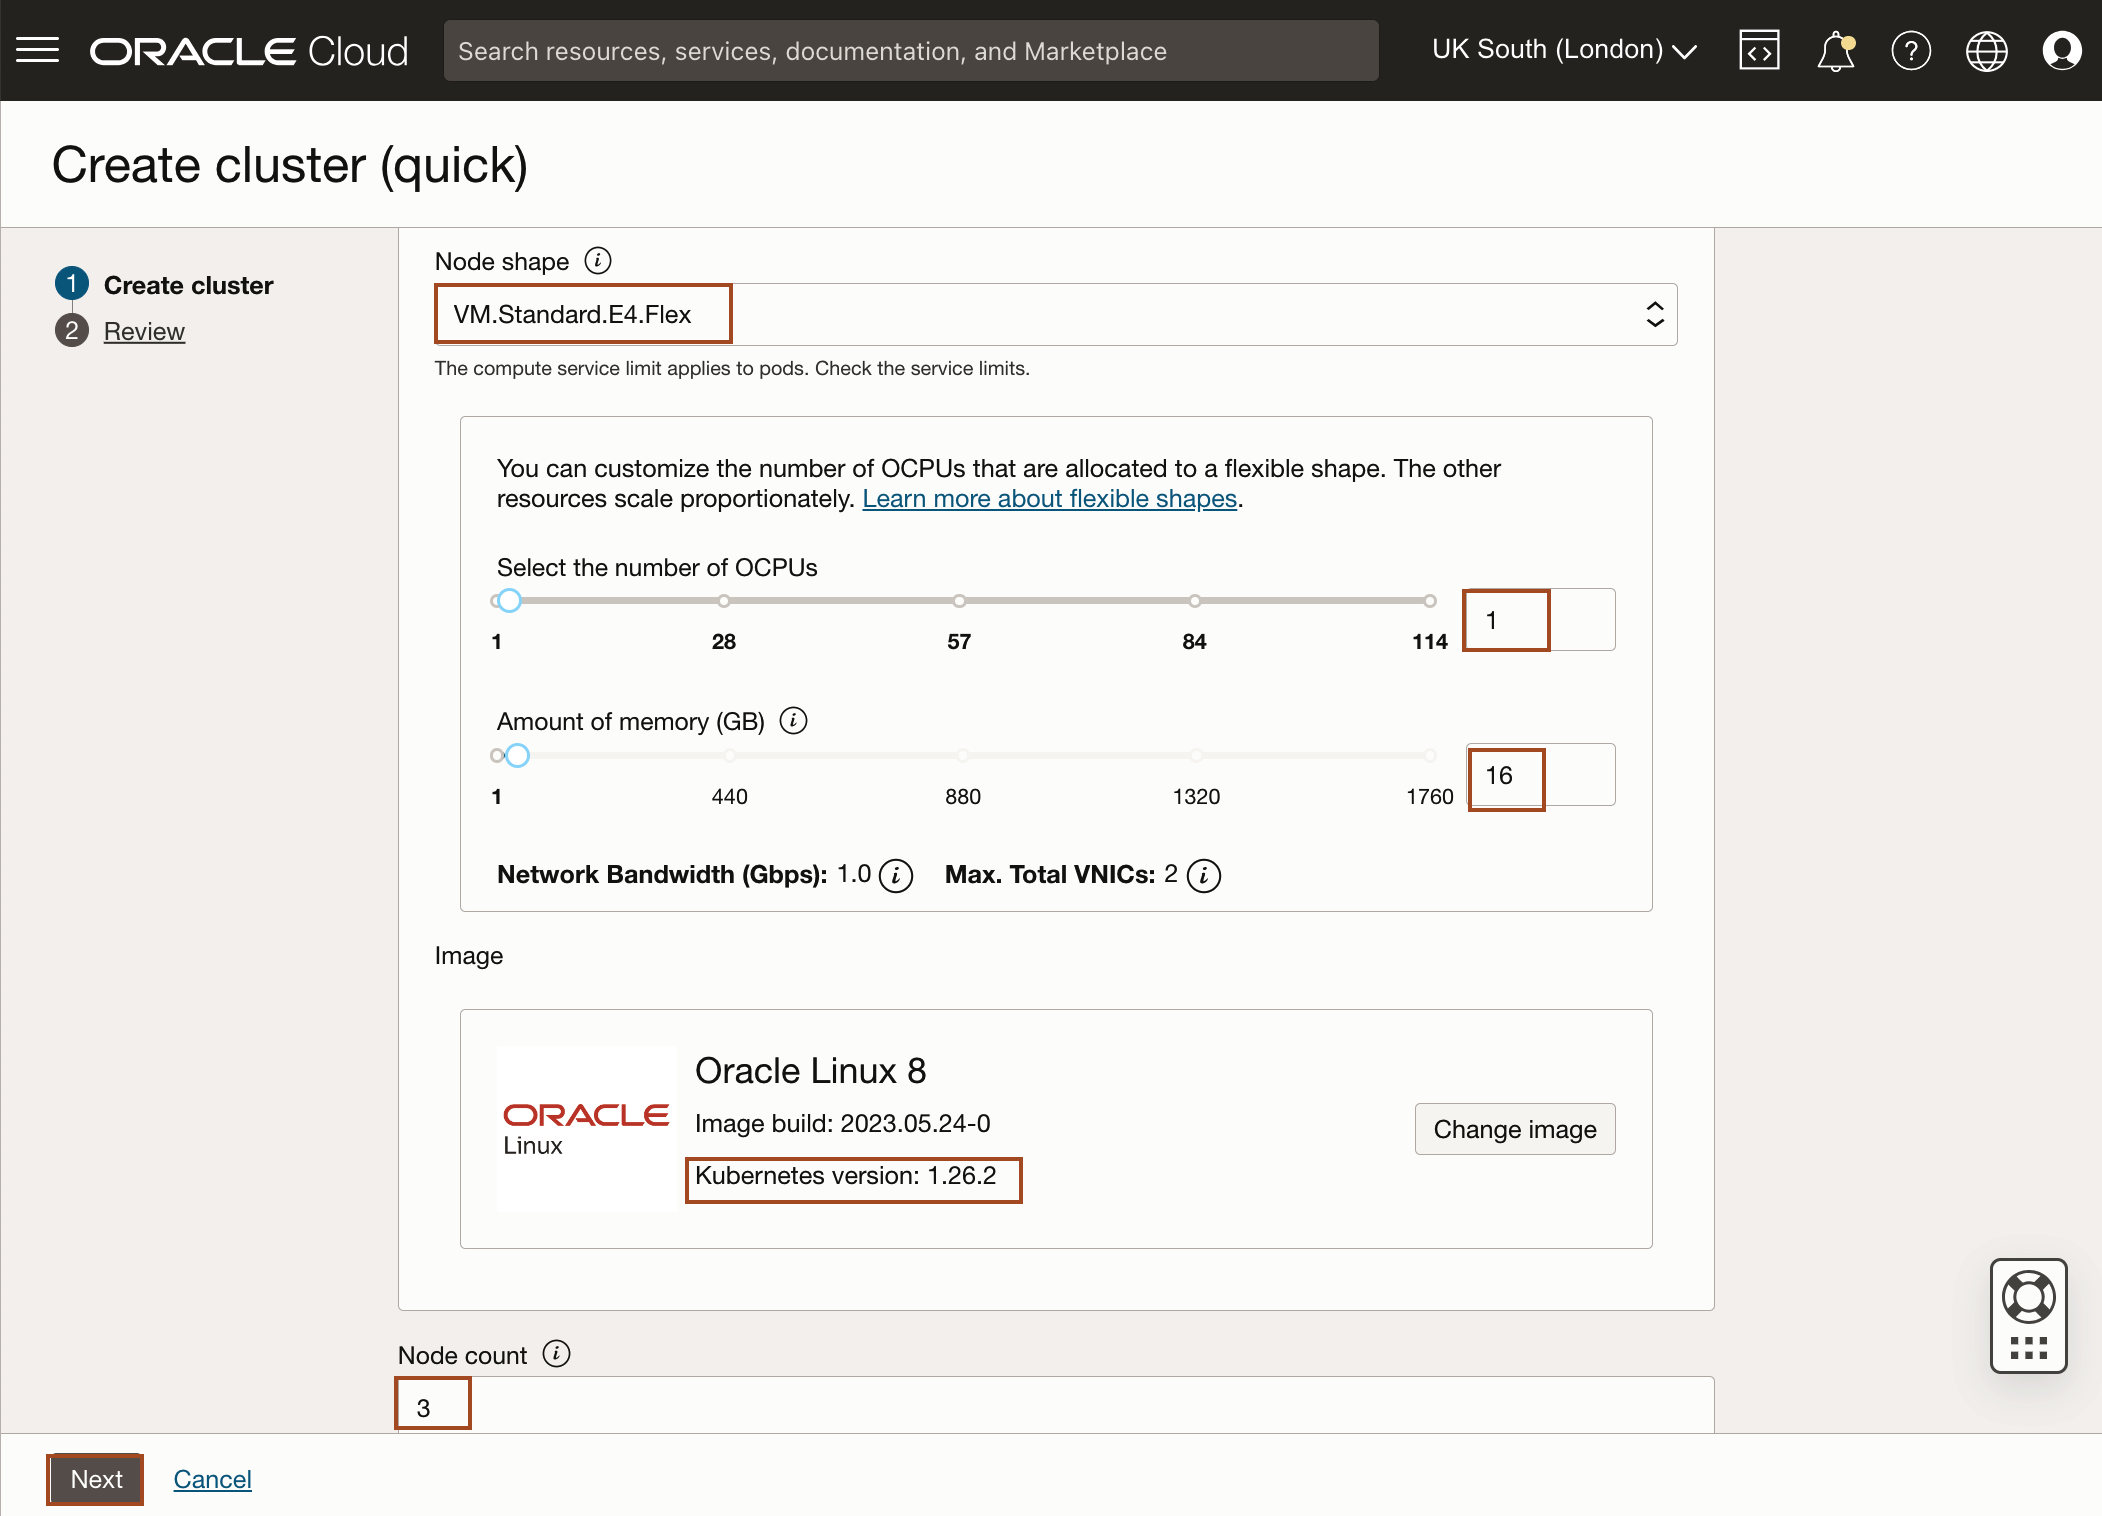 ORACLE Cloud
Search resources, services, documentation, and Marketplace
UK South (London)
Create cluster (quick)
1 Create cluster
2 Review
Node shape
VM.Standard.E4.Flex
The compute service limit applies to pods. Check the service limits.
You can customize the number of OCPUs that are allocated to a flexible shape. The other
resources scale proportionately. Learn more about flexible shapes.
Select the number of OCPUs
1
1 28 57 84 114
Amount of memory (GB)
16
1 440 880 1320 1760
Network Bandwidth (Gbps): 1.0 Max. Total VNICs: 2
Image
ORACLE
Linux
Oracle Linux 8
Image build: 2023.05.24-0
Kubernetes version: 1.26.2
Change image
Node count
3
Next Cancel